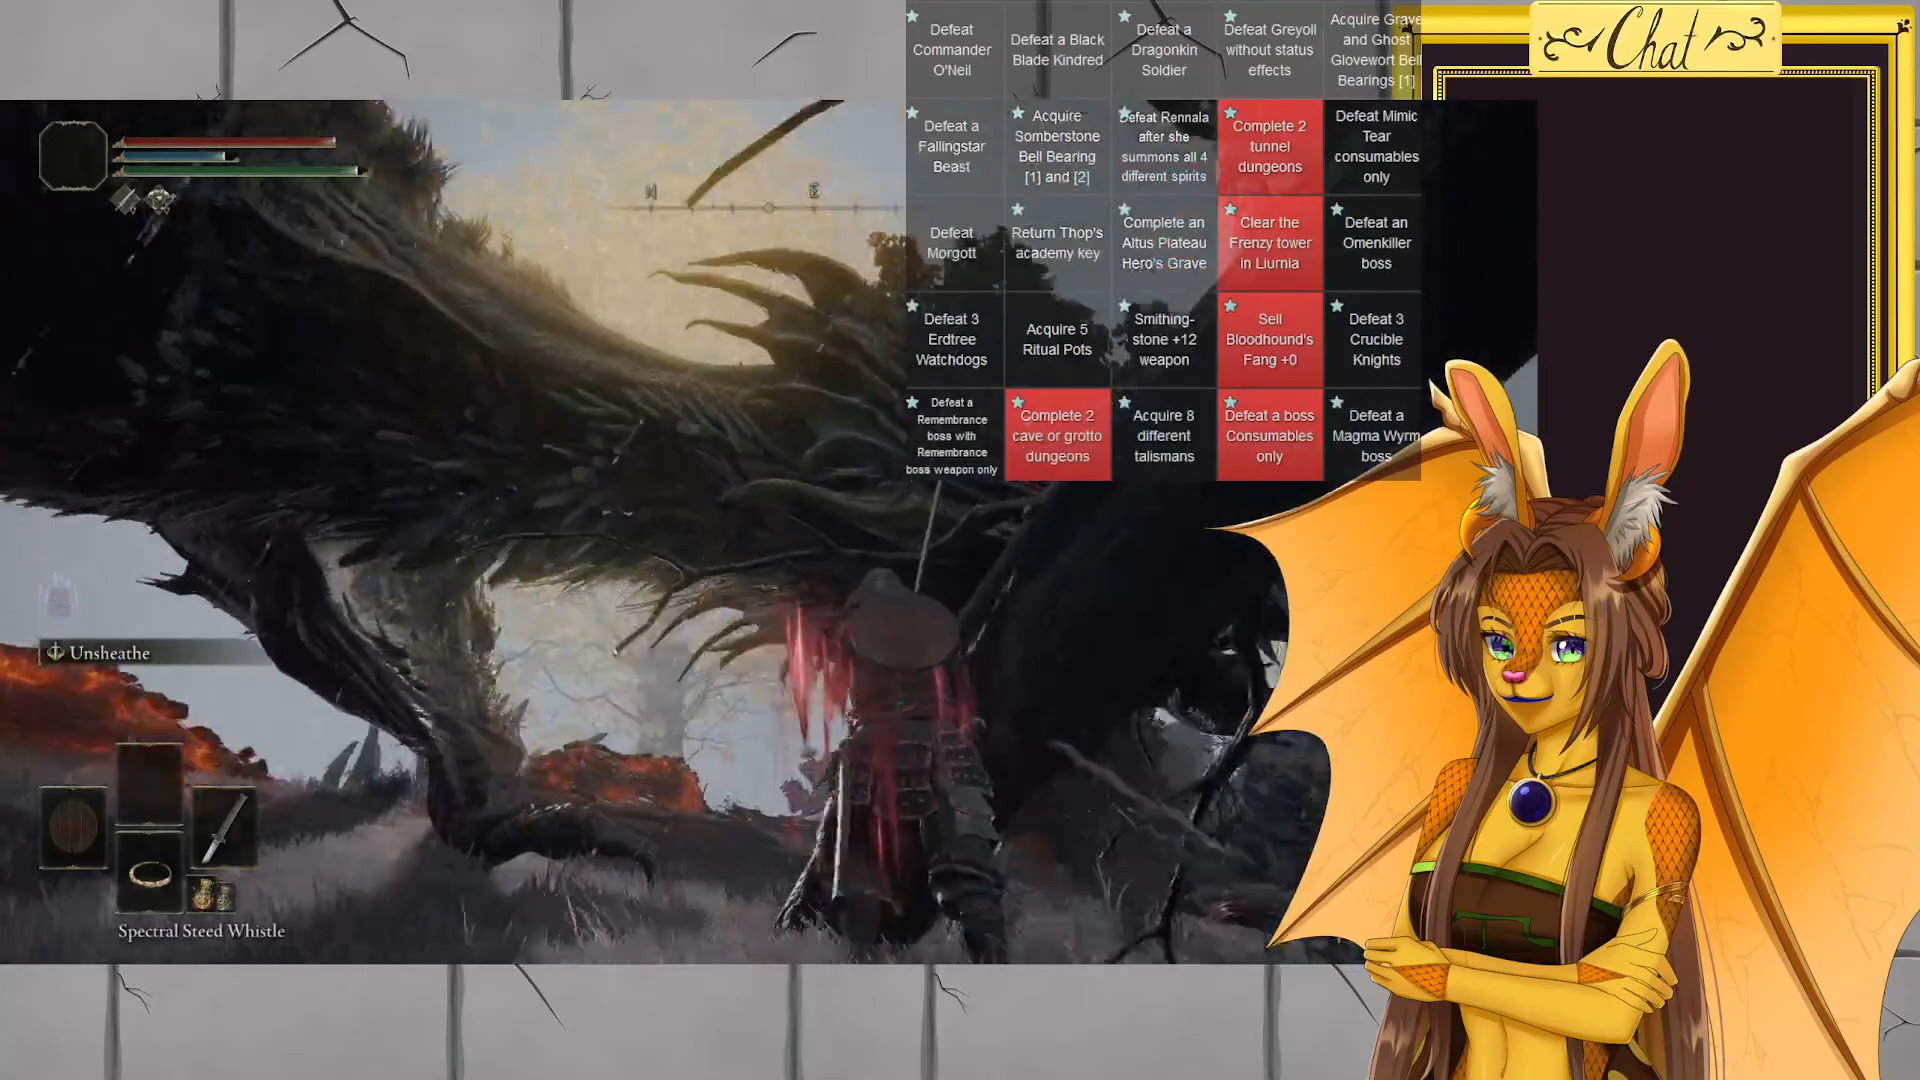 Defeat
Commander
O'Neil
Defeat a Black
Blade Kindred
Defeat a
Dragonkin
Soldier
Defeat Greyoll
without status
effects
Acquire Grave
and Ghost
Glovewort Bell
Bearings [1]
Chat
Defeat a
Fallingstar
Beast
Acquire
Somberstone
Bell Bearing
[1] and [2]
Defeat Rennala
after she
summons all 4
different spirits
Complete 2
tunnel
dungeons
Defeat Mimic
Tear
consumables
only
N
E
Defeat
Morgott
Return Thop's
academy key
Complete an
Altus Plateau
Hero's Grave
Clear the
Frenzy tower
in Liurnia
Defeat an
Omenkiller
boss
Defeat 3
Erdtree
Watchdogs
Acquire 5
Ritual Pots
Smithing-
stone +12
weapon
Sell
Bloodhound's
Fang +0
Defeat 3
Crucible
Knights
Defeat a
Remembrance
boss with
Remembrance
boss weapon only
Complete 2
cave or grotto
dungeons
Acquire 8
different
talismans
Defeat a boss
Consumables
only
Defeat a
Magma Wyrm
boss
Unsheathe
Spectral Steed Whistle